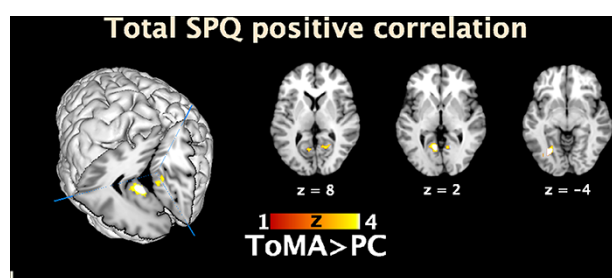 Total SPQ positive correlation
z = 8
z = 2
z = -4
1 z 4
ToMA>PC